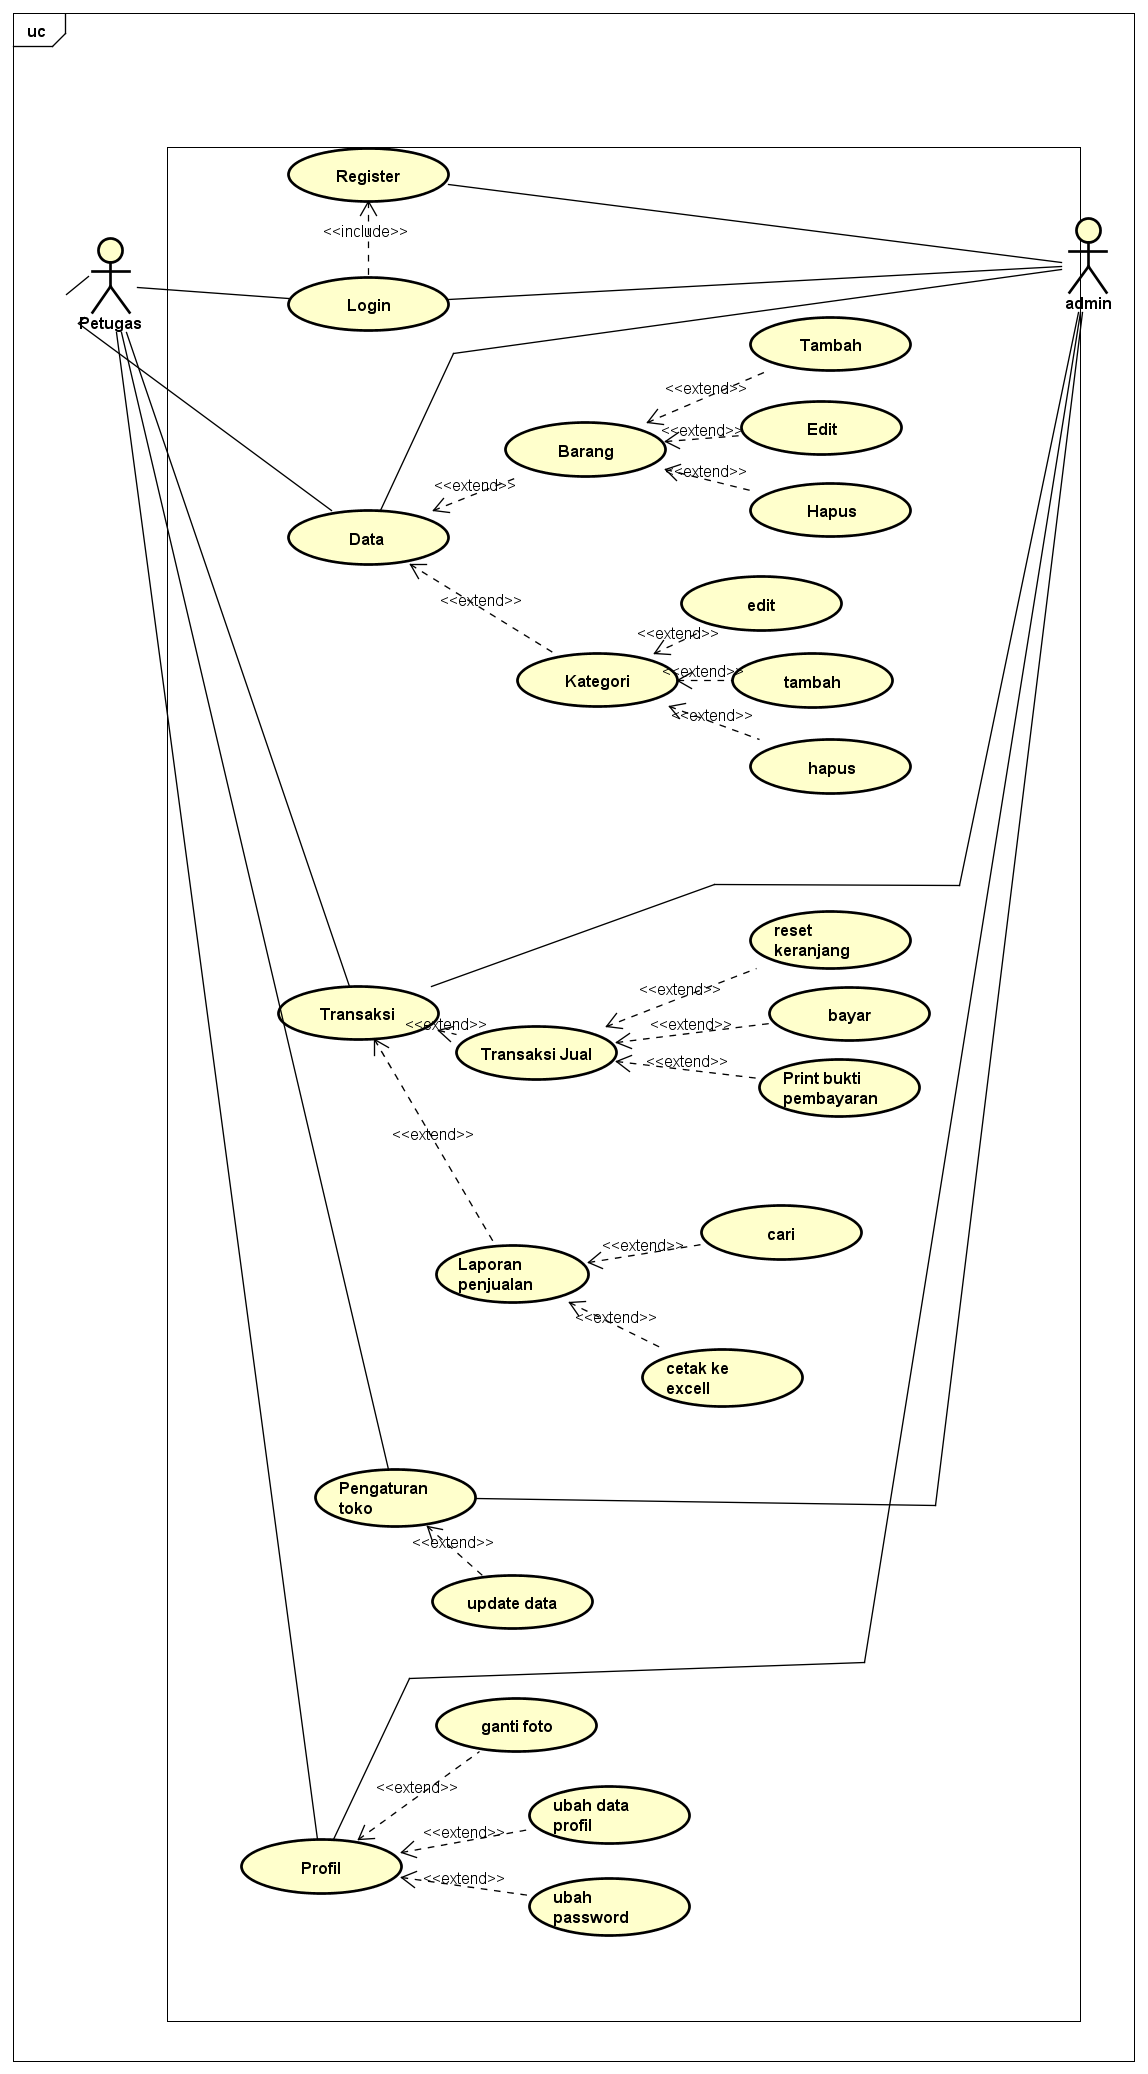 uc
Register
<<include>>
Petugas
Login
admin
Tambah
<<extend>>
<<extend>>
Edit
Barang
<<extend>>
<<extend>>
Hapus
Data
<<extend>>
edit
<<extend>>
<<extend>>
Kategori
tambah
<<extend>>
hapus
reset
keranjang
<<extend>>
Transaksi
<<extend>>
<<extend>>
bayar
Transaksi Jual
<<extend>>
Print bukti
pembayaran
<<extend>>
cari
<<extend>>
Laporan
penjualan
<<extend>>
cetak ke
excell
Pengaturan
toko
<<extend>>
update data
ganti foto
<<extend>>
ubah data
profil
<<extend>>
Profil
<<extend>>
ubah
password